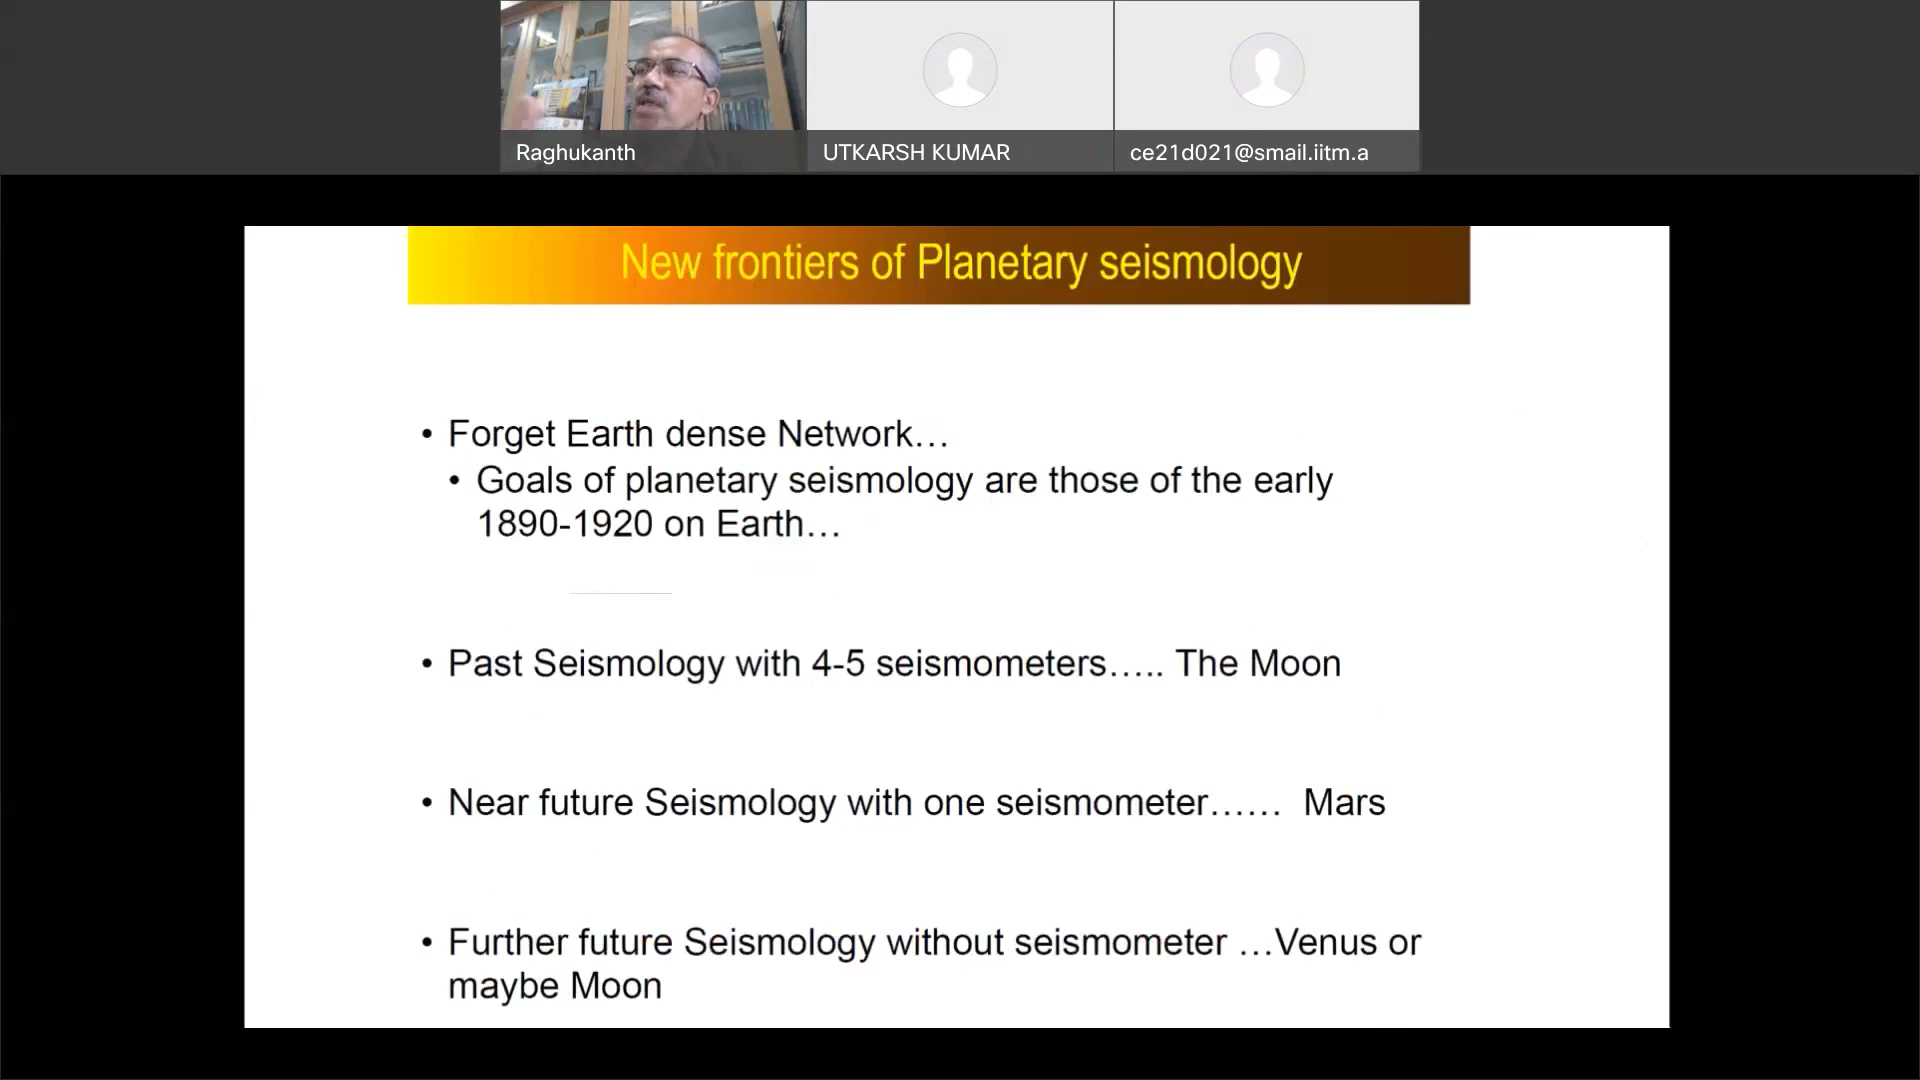 Raghukanth
UTKARSH KUMAR
ce21d021@smail.iitm.a
New frontiers of Planetary seismology
• Forget Earth dense Network…
• Goals of planetary seismology are those of the early
1890-1920 on Earth…
• Past Seismology with 4-5 seismometers….. The Moon
• Near future Seismology with one seismometer…… Mars
• Further future Seismology without seismometer …Venus or
maybe Moon